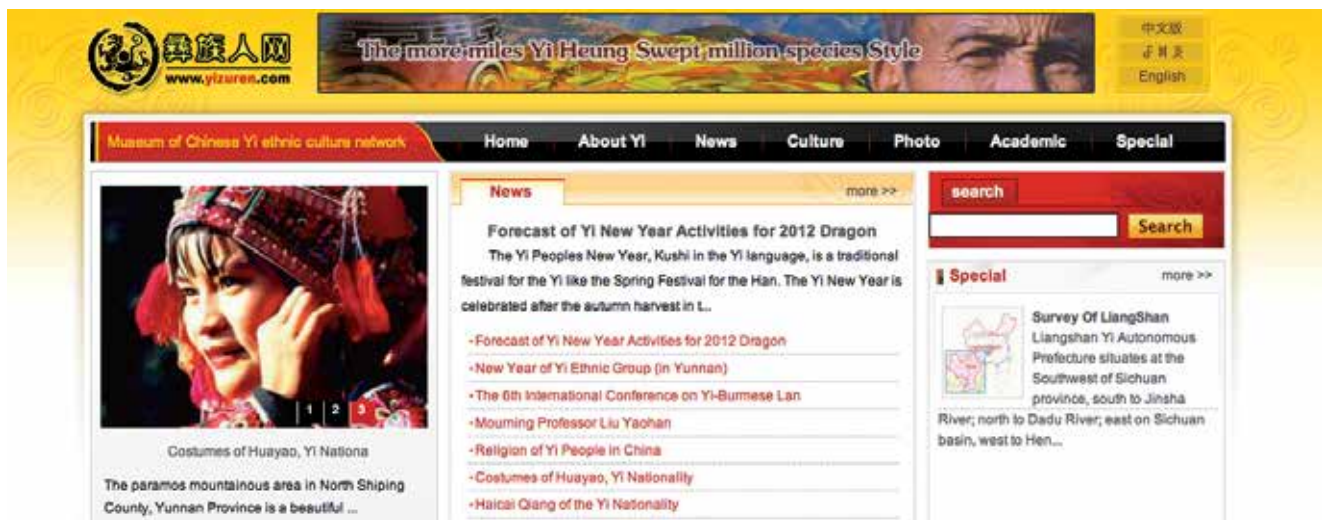 彝族人网
www.yizuren.com
The more miles Yi Heung Swept million species Style
中文版
English
Museum of Chinese Yi ethnic culture network
Home About YI News Culture Photo Academic Special
1 2 3
Costumes of Huayao, Yi Nationa
The paramos mountainous area in North Shiping
County, Yunnan Province is a beautiful ...
News more >>
Forecast of Yi New Year Activities for 2012 Dragon
The Yi Peoples New Year, Kushi in the Yi language, is a traditional
festival for the Yi like the Spring Festival for the Han. The Yi New Year is
celebrated after the autumn harvest in t...
-Forecast of Yi New Year Activities for 2012 Dragon
-New Year of Yi Ethnic Group (in Yunnan)
-The 6th International Conference on Yi-Burmese Lan
-Mourning Professor Liu Yaohan
-Religion of Yi People in China
-Costumes of Huayao, Yi Nationality
-Haicai Qiang of the Yi Nationality
search
Search
Special more >>
Survey Of LiangShan
Liangshan Yi Autonomous
Prefecture situates at the
Southwest of Sichuan
province, south to Jinsha
River; north to Dadu River; east on Sichuan
basin, west to Hen...